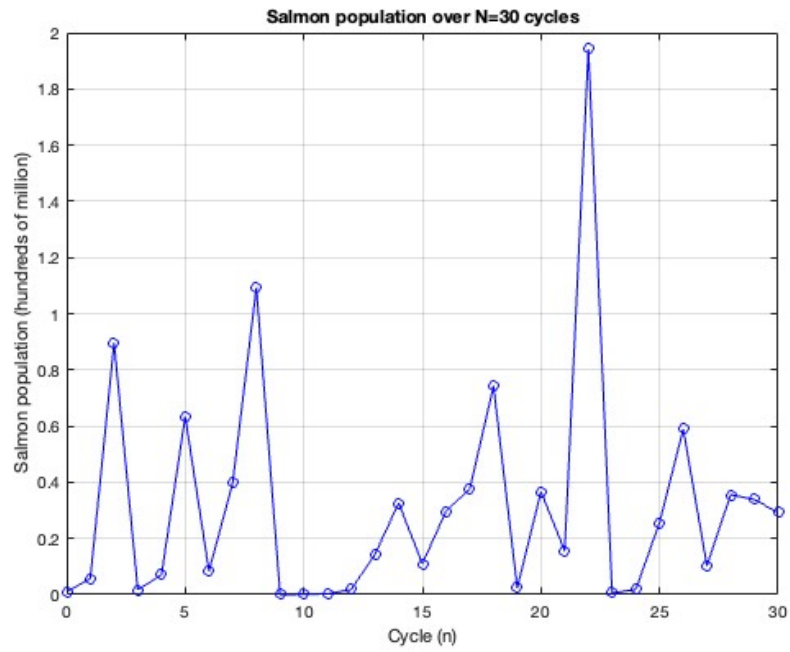 Salmon population over N=30 cycles
Salmon population (hundreds of million)
2
1.8
1.6
1.4
1.2
1
0.8
0.6
0.4
0.2
0
0 5 10 15 20 25 30
Cycle (n)